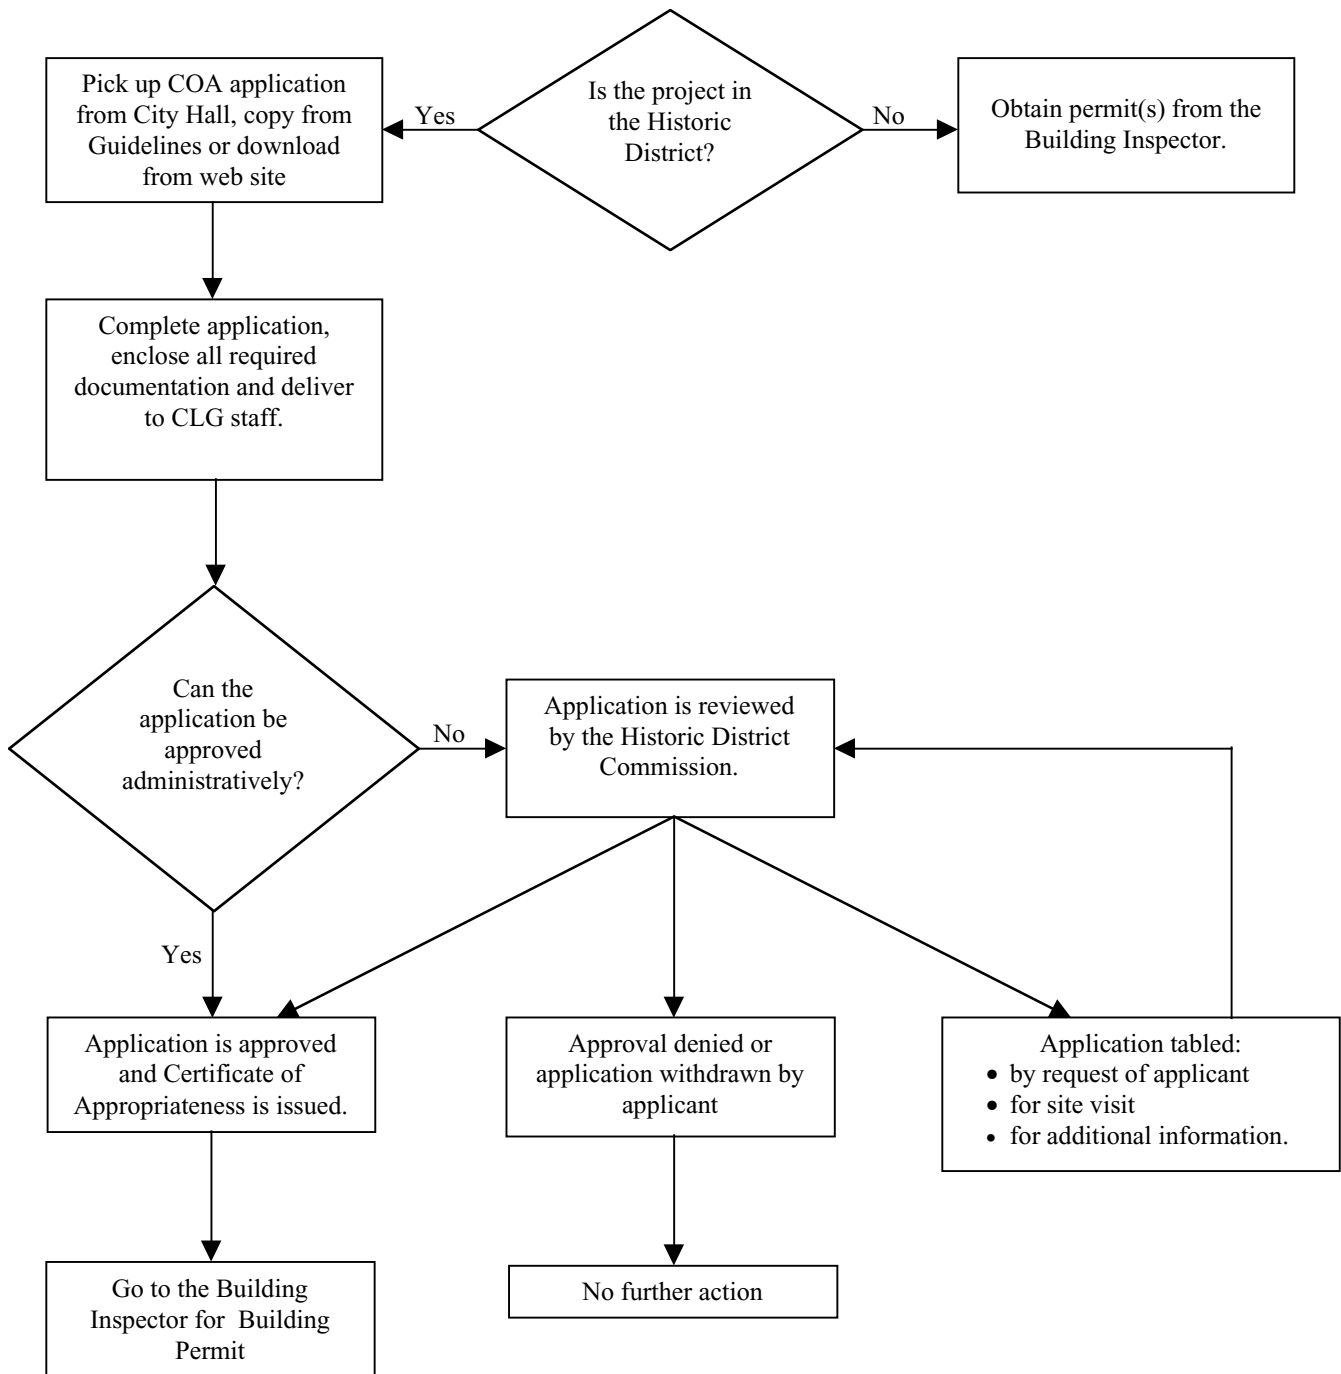 Is the project in
the Historic
District?
Yes
No
Pick up COA application
from City Hall, copy from
Guidelines or download
from web site
Obtain permit(s) from the
Building Inspector.
Complete application,
enclose all required
documentation and deliver
to CLG staff.
Can the
application be
approved
administratively?
No
Yes
Application is reviewed
by the Historic District
Commission.
Application is approved
and Certificate of
Appropriateness is issued.
Approval denied or
application withdrawn by
applicant
Application tabled:
• by request of applicant
• for site visit
• for additional information.
Go to the Building
Inspector for  Building
Permit
No further action